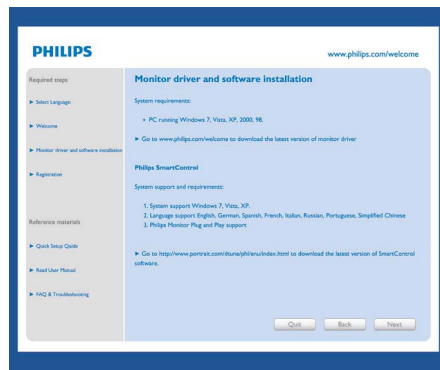 PHILIPS
www.philips.com/welcome
Required steps
► Select Language:
► Welcome
► Monitor driver and software installation
► Registration
Reference materials
► Quick Setup Quide
► Read User Manual
► FAQ & Troubleshooting
Monitor driver and software installation
System requirements:
• PC running Windows 7, Vista, XP, 2000, 98.
► Go to www.philips.com/welcome to download the latest version of monitor driver
Philips SmartControl
System support and requirements:
1. System support Windows 7, Vista, XP.
2. Language support English, German, Spanish, French, Italian, Russian, Portuguese, Simplified Chinese
3. Philips Monitor Plug and Play support
► Go to http://www.portrait.com/dtune/phl/enu/index.html to download the latest version of SmartControl
software.
Quit
Back
Next